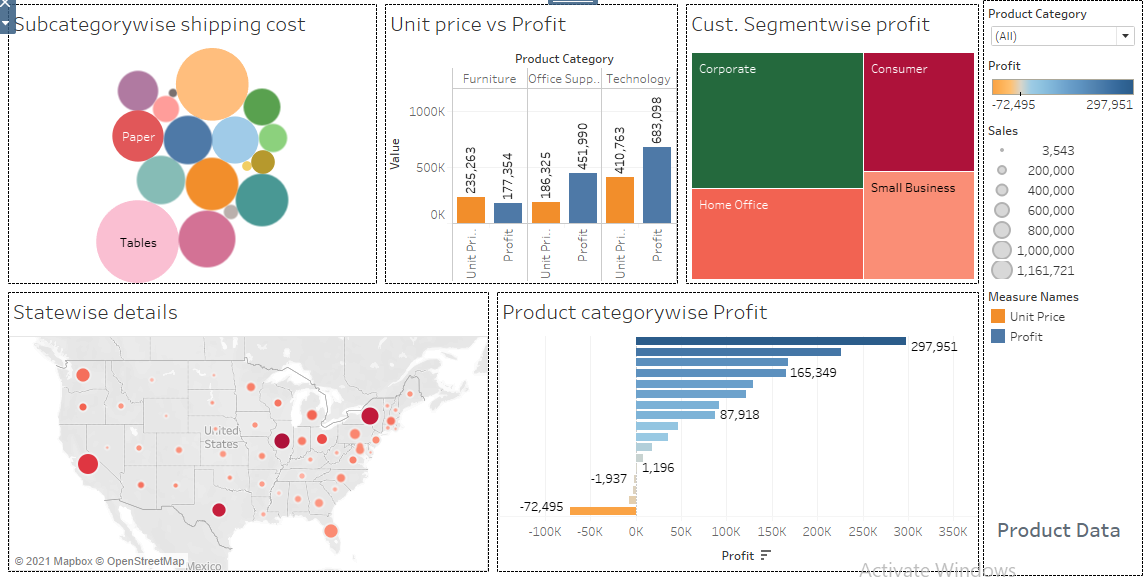 Subcategorywise shipping cost
Paper
Tables
Unit price vs Profit
Product Category
Furniture
Office Supp..
Technology
Value
1000K
500K
0K
235,263
177,354
186,325
451,990
410,763
683,098
Unit Pri..
Profit
Unit Pri..
Profit
Unit Pri..
Profit
Cust. Segmentwise profit
Corporate
Consumer
Home Office
Small Business
Product Category
(All)
Profit
-72,495
297,951
Sales
3,543
200,000
400,000
600,000
800,000
1,000,000
1,161,721
Measure Names
Unit Price
Profit
Statewise details
United
States
Mexico
© 2021 Mapbox © OpenStreetMap
Product categorywise Profit
297,951
165,349
87,918
1,196
-1,937
-72,495
-100K
-50K
0K
50K
100K
150K
200K
250K
300K
350K
Profit
Product Data
Activate Windows